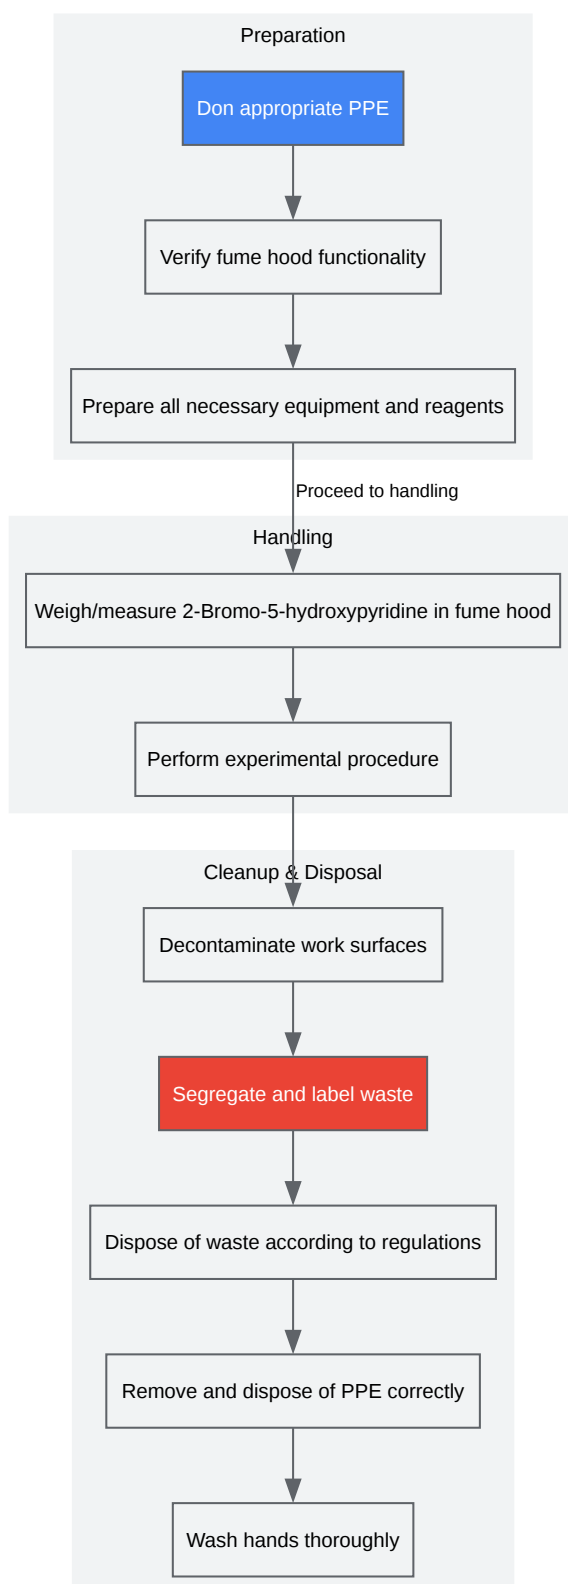 Preparation
Don appropriate PPE
Verify fume hood functionality
Prepare all necessary equipment and reagents
Proceed to handling
Handling
Weigh/measure 2-Bromo-5-hydroxypyridine in fume hood
Perform experimental procedure
Cleanup & Disposal
Decontaminate work surfaces
Segregate and label waste
Dispose of waste according to regulations
Remove and dispose of PPE correctly
Wash hands thoroughly